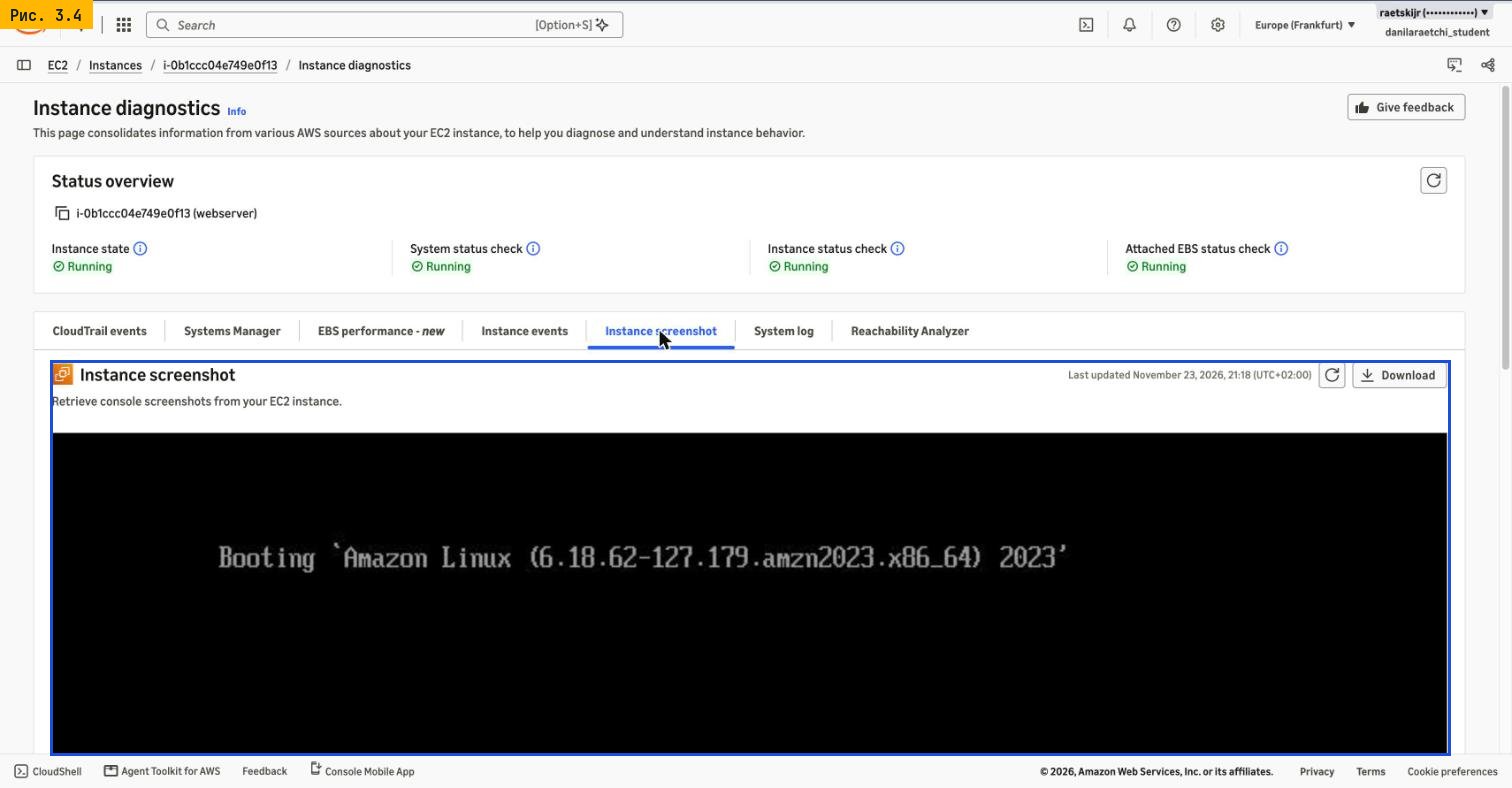 Рис. 3.4
Search [Option+S]
Europe (Frankfurt)
raetskijr (••••••••••••)
danilaraetchi_student
EC2 / Instances / i-0b1ccc04e749e0f13 / Instance diagnostics
Instance diagnostics Info
Give feedback
This page consolidates information from various AWS sources about your EC2 instance, to help you diagnose and understand instance behavior.
Status overview
i-0b1ccc04e749e0f13 (webserver)
Instance state
Running
System status check
Running
Instance status check
Running
Attached EBS status check
Running
CloudTrail events
Systems Manager
EBS performance - new
Instance events
Instance screenshot
System log
Reachability Analyzer
Instance screenshot
Last updated November 23, 2026, 21:18 (UTC+02:00)
Download
Retrieve console screenshots from your EC2 instance.
Booting `Amazon Linux (6.18.62-127.179.amzn2023.x86_64) 2023'
CloudShell
Agent Toolkit for AWS
Feedback
Console Mobile App
© 2026, Amazon Web Services, Inc. or its affiliates.
Privacy
Terms
Cookie preferences